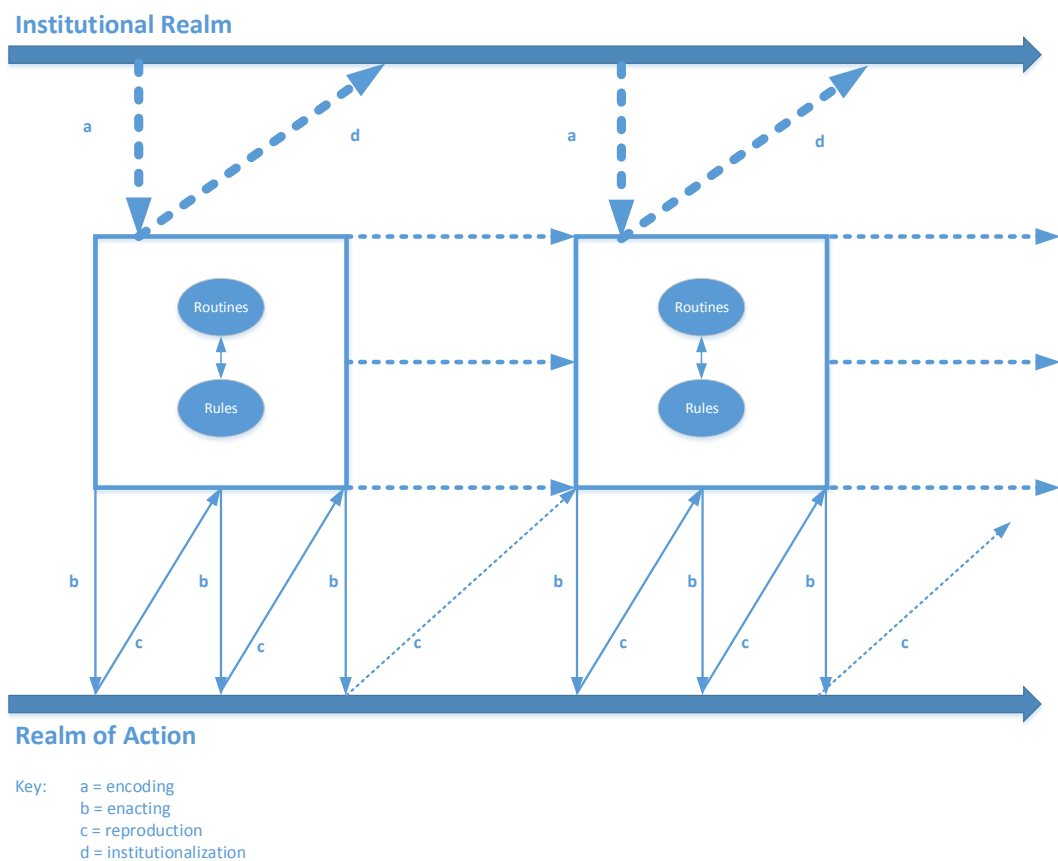 Institutional Realm
a
d
a
d
Routines
Routines
Rules
Rules
b
b
b
b
b
b
c
c
c
c
c
c
Realm of Action
Key: a = encoding
b = enacting
c = reproduction
d = institutionalization